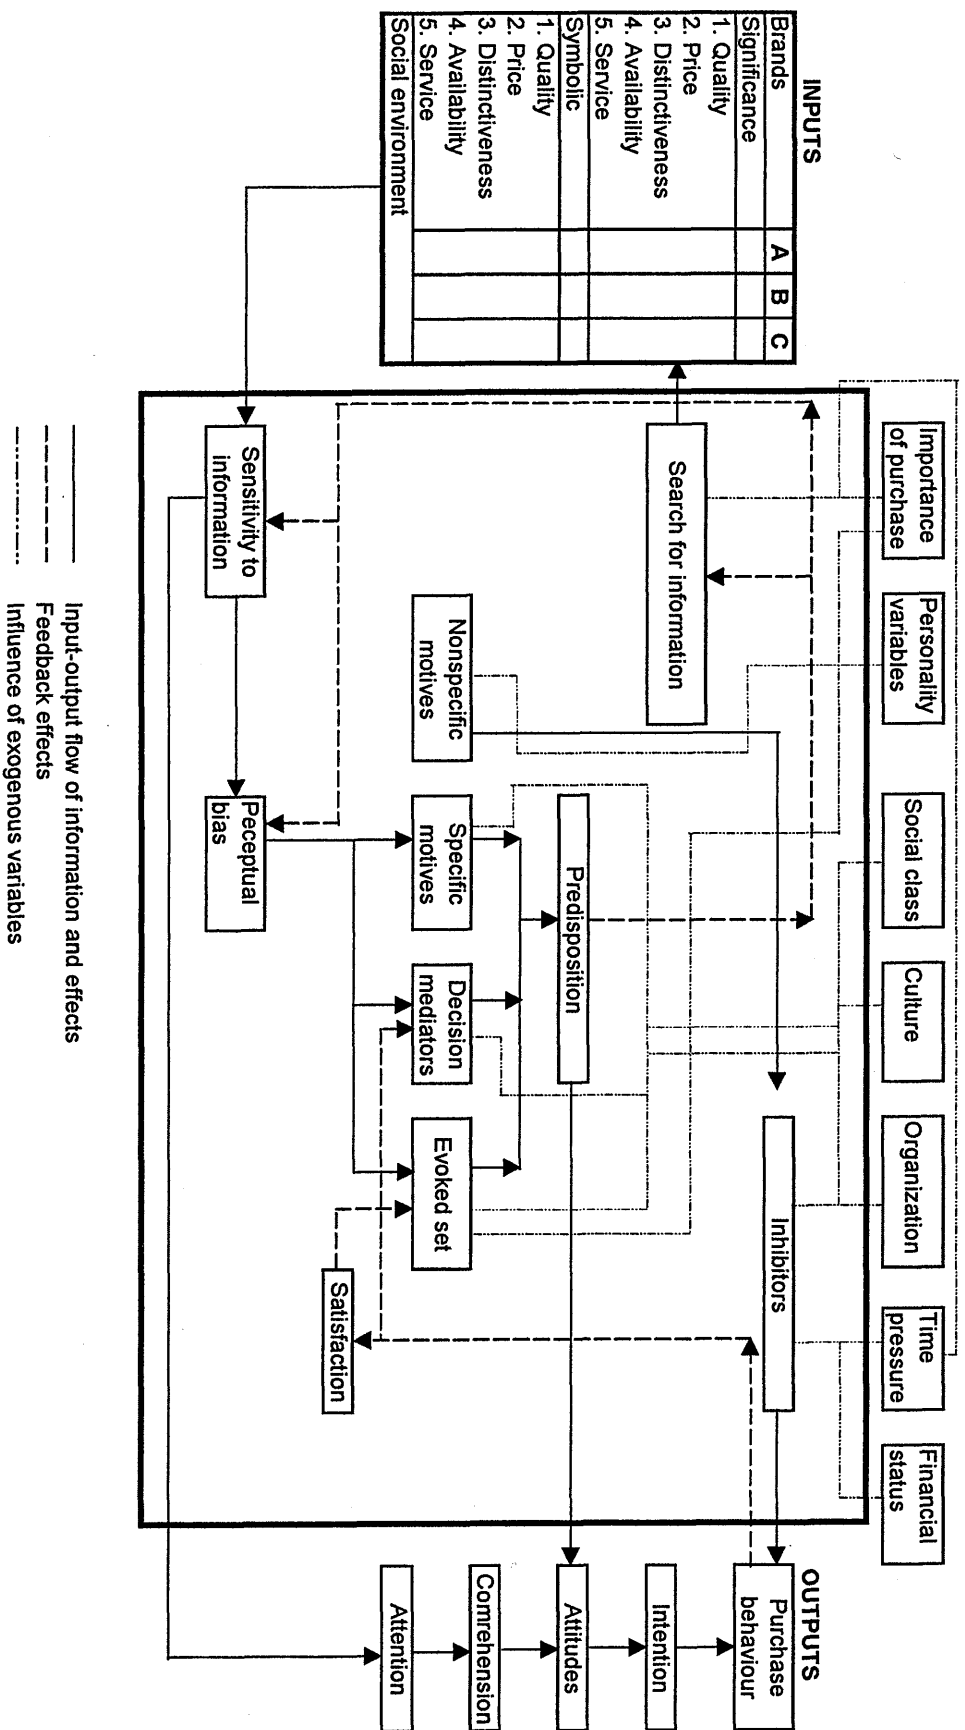 Importance
of purchase
Personality
variables
Social class
Culture
Organization
Time
pressure
Financial
status
INPUTS
Brands A B C
Significance
1. Quality
2. Price
3. Distinctiveness
4. Availability
5. Service
Symbolic
1. Quality
2. Price
3. Distinctiveness
4. Availability
5. Service
Social environment
Search for information
Nonspecific
motives
Sensitivity to
information
Peceptual
bias
Specific
motives
Decision
mediators
Evoked set
Predisposition
Satisfaction
Inhibitors
OUTPUTS
Purchase
behaviour
Intention
Attitudes
Comrehension
Attention
Input-output flow of information and effects
Feedback effects
Influence of exogenous variables